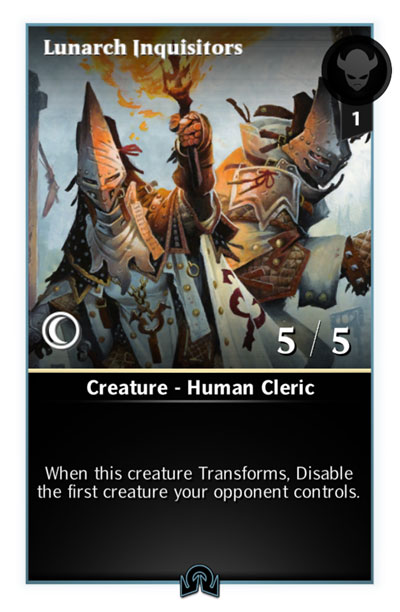 Lunarch Inquisitors
1
5 / 5
Creature - Human Cleric
When this creature Transforms, Disable
the first creature your opponent controls.